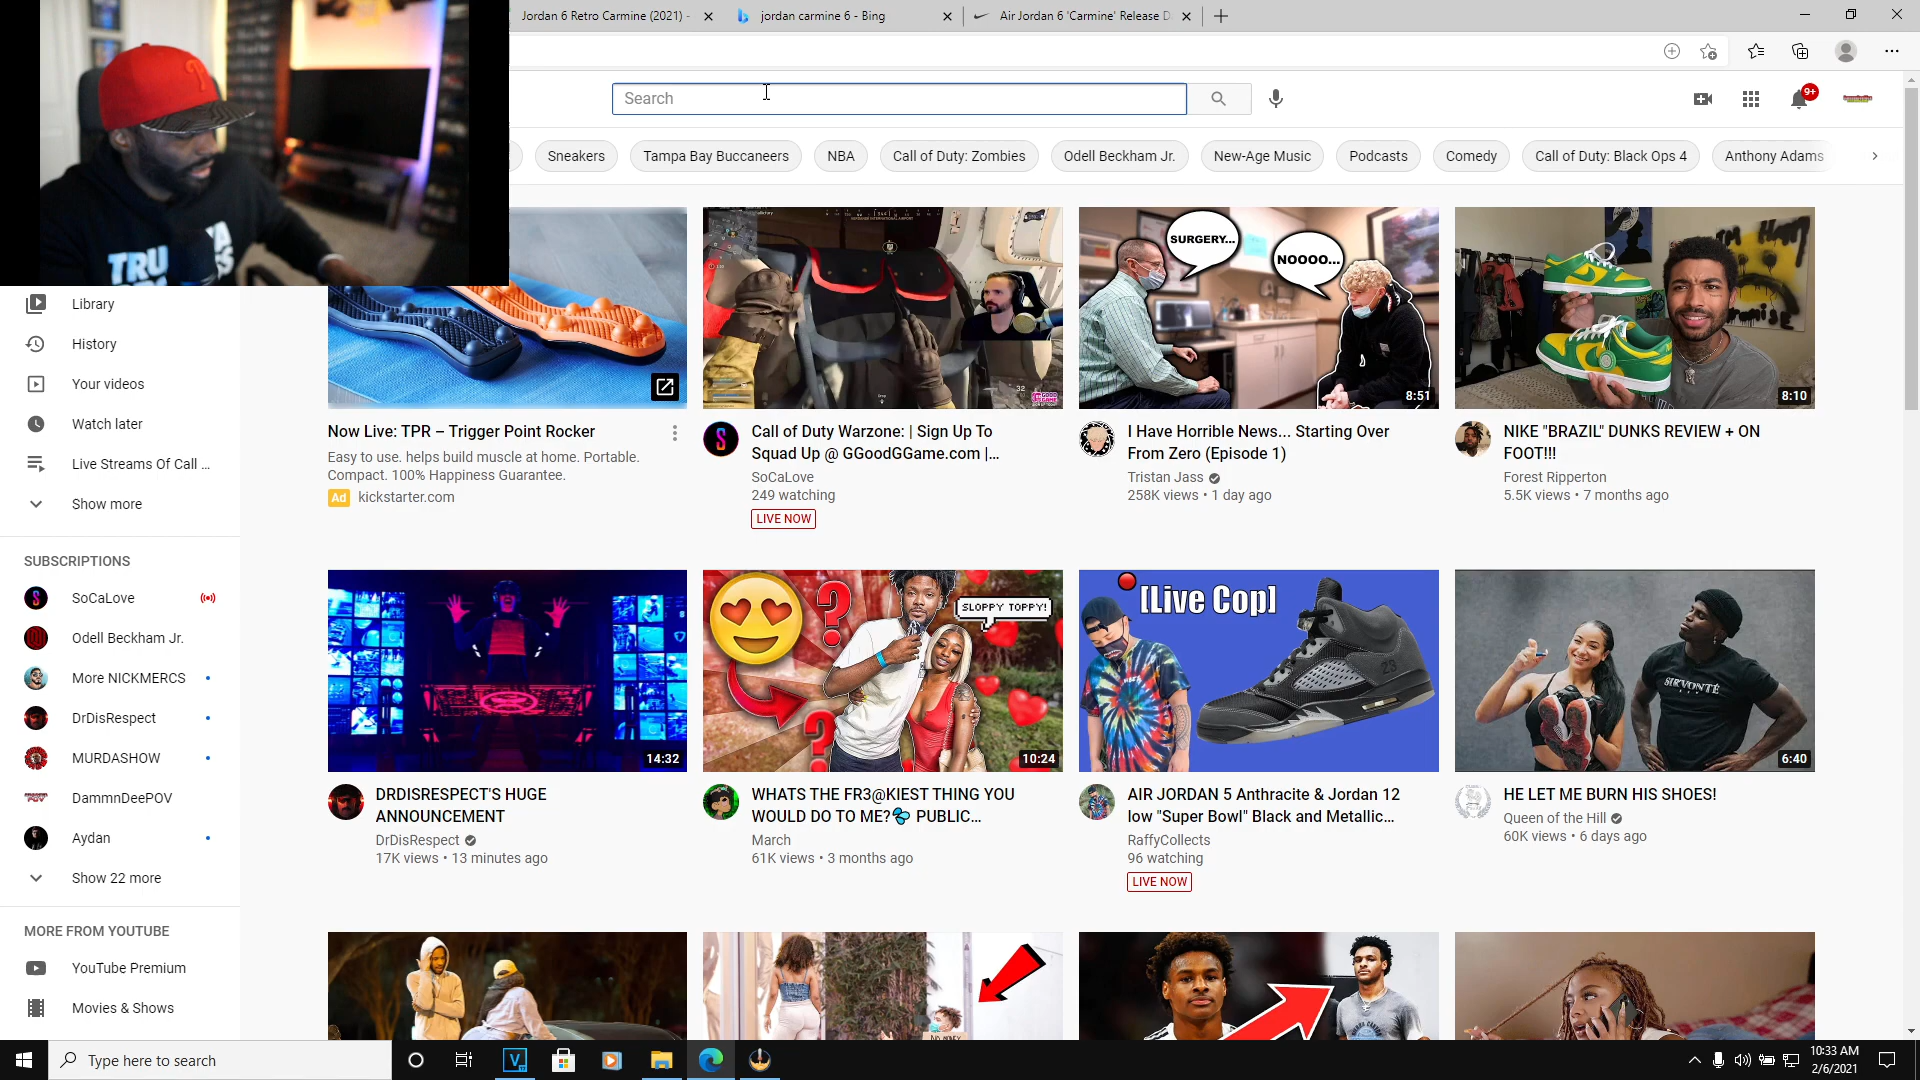 Jordan 6 Retro Carmine (2021) -
jordan carmine 6 - Bing
Air Jordan 6 'Carmine' Release D
Search
9+
Sneakers
Tampa Bay Buccaneers
NBA
Call of Duty: Zombies
Odell Beckham Jr.
New-Age Music
Podcasts
Comedy
Call of Duty: Black Ops 4
Anthony Adams
TRU
Library
History
Your videos
Watch later
Live Streams Of Call ...
Show more
SURGERY...
NOOOO...
8:51
8:10
Now Live: TPR – Trigger Point Rocker
Easy to use. helps build muscle at home. Portable.
Compact. 100% Happiness Guarantee.
Ad kickstarter.com
Call of Duty Warzone: | Sign Up To
Squad Up @ GGoodGGame.com |...
SoCaLove
249 watching
LIVE NOW
I Have Horrible News... Starting Over
From Zero (Episode 1)
Tristan Jass
258K views • 1 day ago
NIKE "BRAZIL" DUNKS REVIEW + ON
FOOT!!!
Forest Ripperton
5.5K views • 7 months ago
SUBSCRIPTIONS
SoCaLove
Odell Beckham Jr.
More NICKMERCS
DrDisRespect
MURDASHOW
DammnDeePOV
Aydan
Show 22 more
MORE FROM YOUTUBE
YouTube Premium
Movies & Shows
14:32
SLOPPY TOPPY!
10:24
[Live Cop]
23
SIRVONTÉ
6:40
DRDISRESPECT'S HUGE
ANNOUNCEMENT
DrDisRespect
17K views • 13 minutes ago
WHATS THE FR3@KIEST THING YOU
WOULD DO TO ME?💦 PUBLIC...
March
61K views • 3 months ago
AIR JORDAN 5 Anthracite & Jordan 12
low "Super Bowl" Black and Metallic...
RaffyCollects
96 watching
LIVE NOW
HE LET ME BURN HIS SHOES!
Queen of the Hill
60K views • 6 days ago
Type here to search
10:33 AM
2/6/2021